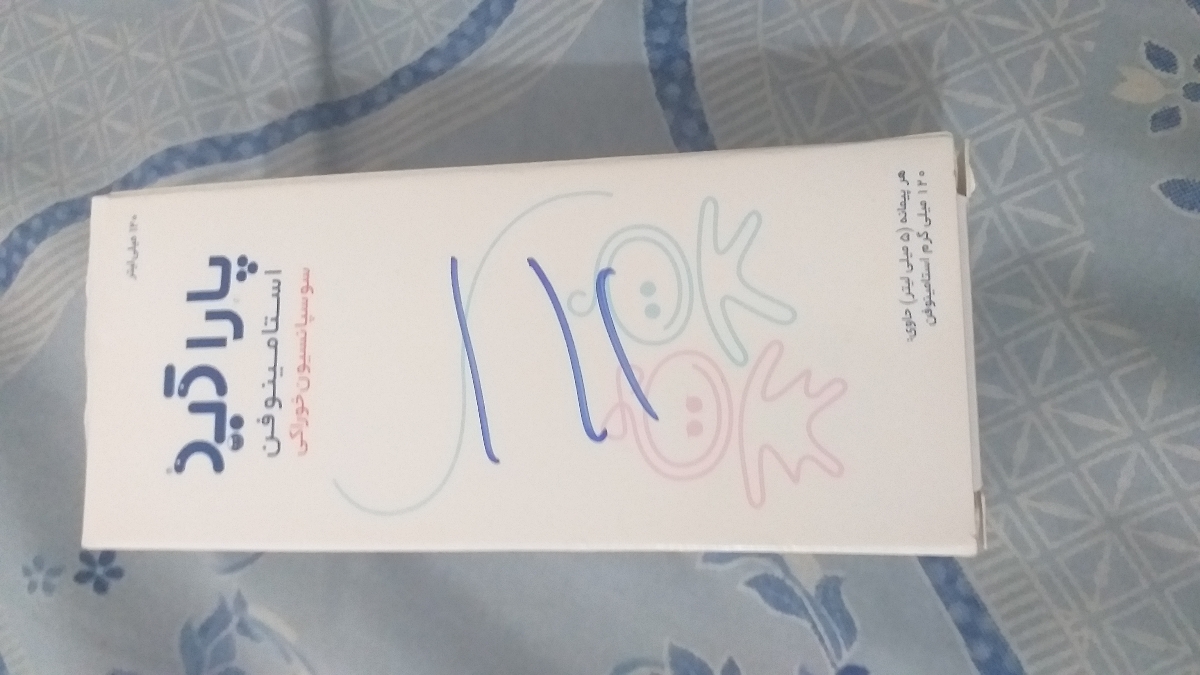 ۱۲۰ میلی لیتر
پاراکید
استامینوفن
سوسپانسیون خوراکی
هر پیمانه (۵ میلی لیتر) حاوی:
۱۲۰ میلی گرم استامینوفن